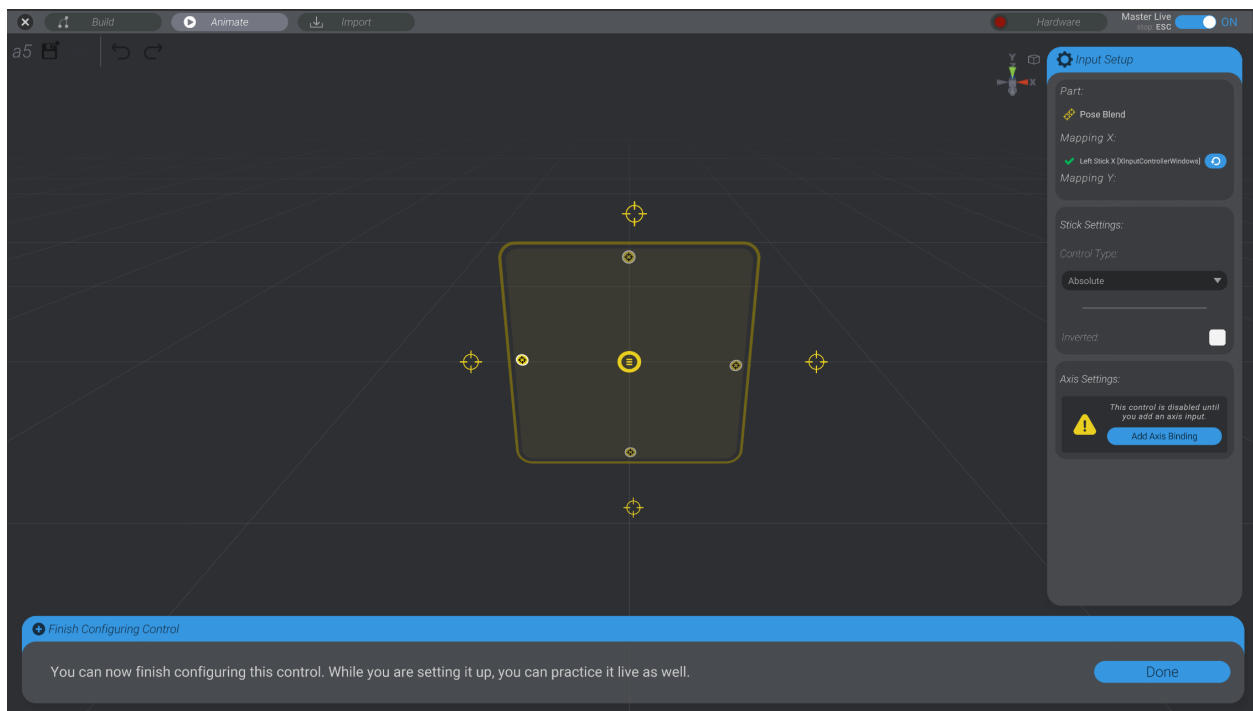 Build
Animate
Import
Hardware
Master Live
stop: ESC
ON
a5
Y
Z
X
Input Setup
Part:
Pose Blend
Mapping X:
Left Stick X [XInputControllerWindows]
Mapping Y:
Stick Settings:
Control Type:
Absolute
Inverted:
Axis Settings:
This control is disabled until
you add an axis input.
Add Axis Binding
Finish Configuring Control
You can now finish configuring this control. While you are setting it up, you can practice it live as well.
Done